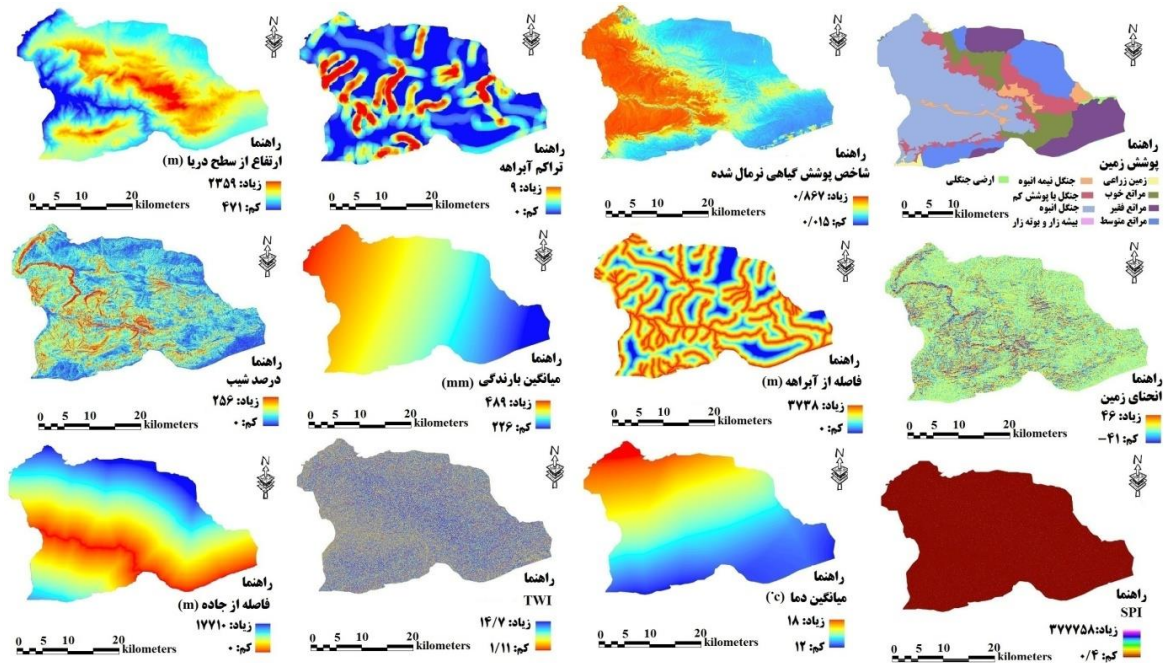 N
راهنما
ارتفاع از سطح دریا (m)
زیاد: ۲۳۵۹
کم: ۴۷۱
0 5 10 20
kilometers
N
راهنما
تراکم آبراهه
زیاد: ۹
کم: ۰
0 5 10 20
kilometers
N
راهنما
شاخص پوشش گیاهی نرمال شده
زیاد: ۰/۸۶۷
کم: ۰/۰۱۵
0 5 10 20
kilometers
N
راهنما
پوشش زمین
زمین زراعی
جنگل نیمه انبوه
ارضی جنگلی
مراتع خوب
جنگل با پوشش کم
مراتع فقیر
جنگل انبوه
مراتع متوسط
بیشه زار و بوته زار
0 5 10 20
kilometers
N
راهنما
درصد شیب
زیاد: ۲۵۶
کم: ۰
0 5 10 20
kilometers
N
راهنما
میانگین بارندگی (mm)
زیاد: ۴۸۹
کم: ۲۲۶
0 5 10 20
kilometers
N
راهنما
فاصله از آبراهه (m)
زیاد: ۳۷۳۸
کم: ۰
0 5 10 20
kilometers
N
راهنما
انحنای زمین
زیاد: ۴۶
کم: ۴۱-
0 5 10 20
kilometers
N
راهنما
فاصله از جاده (m)
زیاد: ۱۷۷۱۰
کم: ۰
0 5 10 20
kilometers
N
راهنما
TWI
زیاد: ۱۴/۷
کم: ۱/۱۱
0 5 10 20
kilometers
N
راهنما
میانگین دما (°c)
زیاد: ۱۸
کم: ۱۲
0 5 10 20
kilometers
N
راهنما
SPI
زیاد: ۳۷۷۷۵۸
کم: ۰/۴
0 5 10 20
kilometers